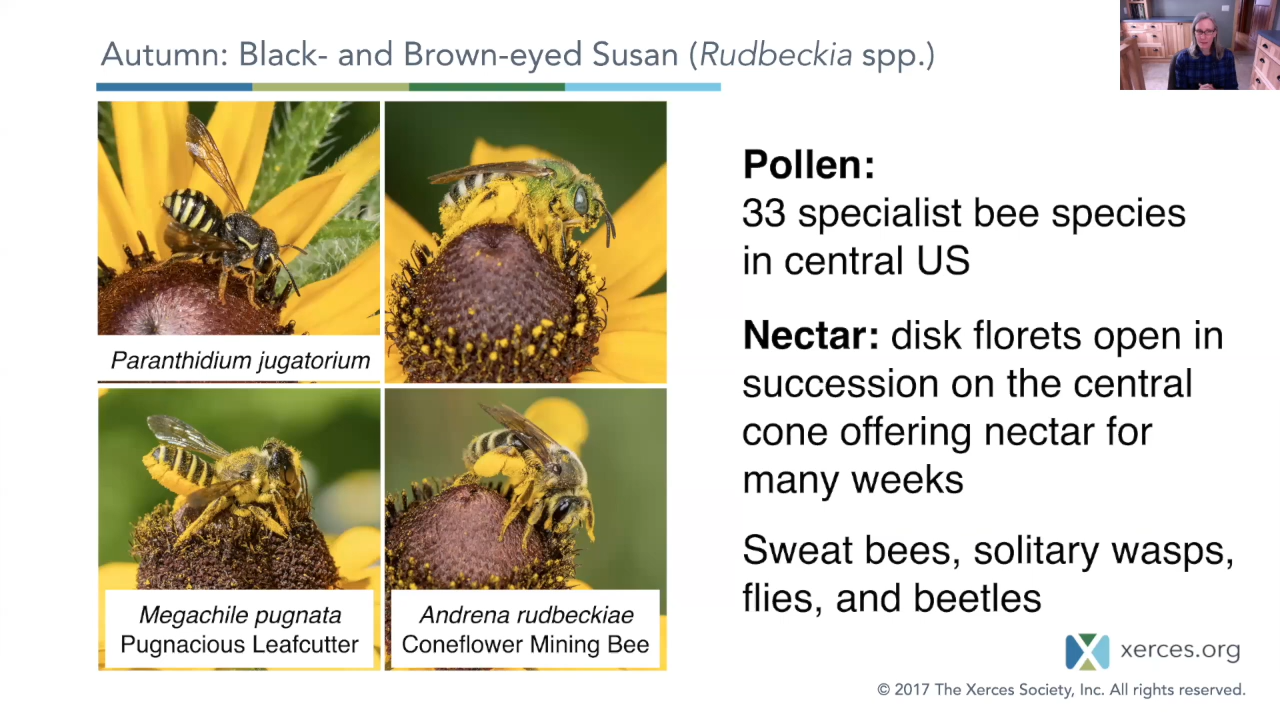 Autumn: Black- and Brown-eyed Susan (Rudbeckia spp.)
Paranthidium jugatorium
Megachile pugnata
Pugnacious Leafcutter
Andrena rudbeckiae
Coneflower Mining Bee
Pollen:
33 specialist bee species
in central US
Nectar: disk florets open in
succession on the central
cone offering nectar for
many weeks
Sweat bees, solitary wasps,
flies, and beetles
xerces.org
© 2017 The Xerces Society, Inc. All rights reserved.